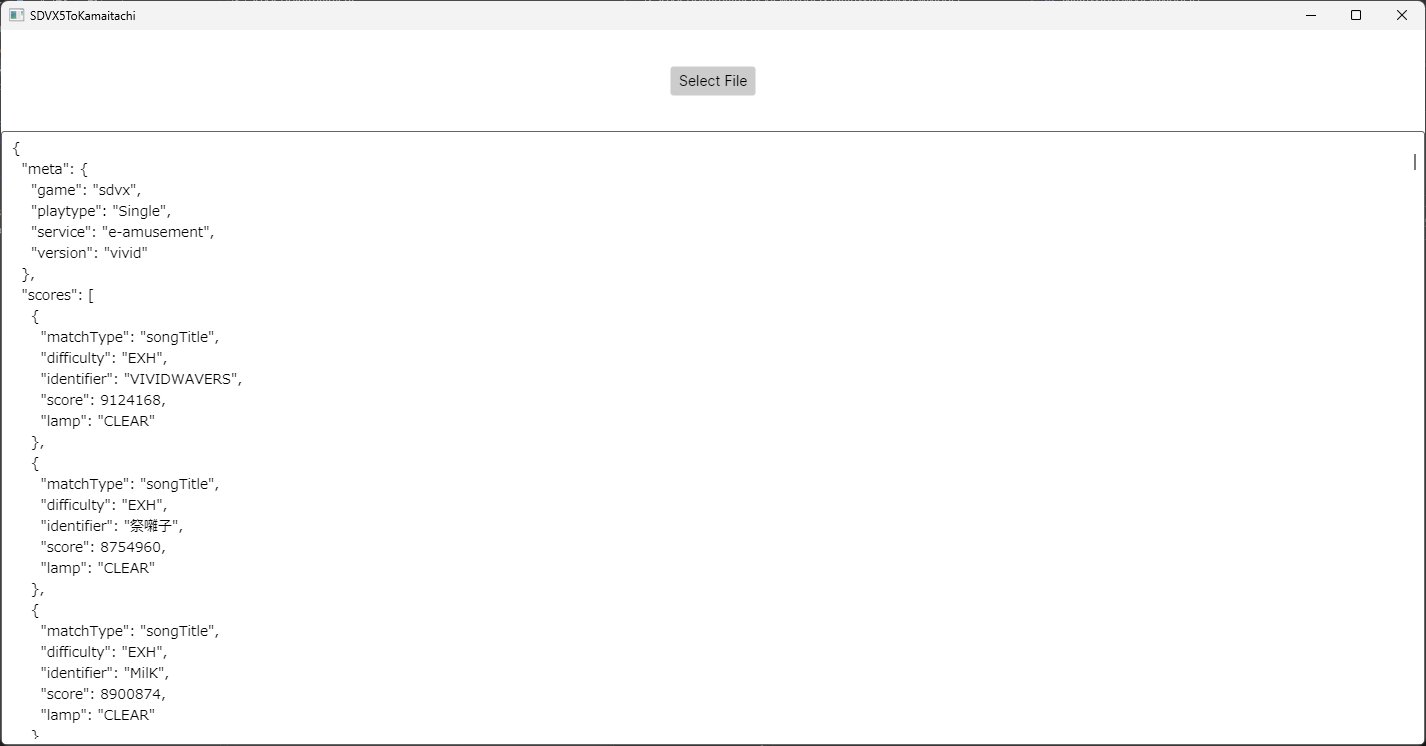 SDVX5ToKamaitachi
Select File
{
  "meta": {
    "game": "sdvx",
    "playtype": "Single",
    "service": "e-amusement",
    "version": "vivid"
  },
  "scores": [
    {
      "matchType": "songTitle",
      "difficulty": "EXH",
      "identifier": "VIVIDWAVERS",
      "score": 9124168,
      "lamp": "CLEAR"
    },
    {
      "matchType": "songTitle",
      "difficulty": "EXH",
      "identifier": "祭囃子",
      "score": 8754960,
      "lamp": "CLEAR"
    },
    {
      "matchType": "songTitle",
      "difficulty": "EXH",
      "identifier": "MilK",
      "score": 8900874,
      "lamp": "CLEAR"
    }